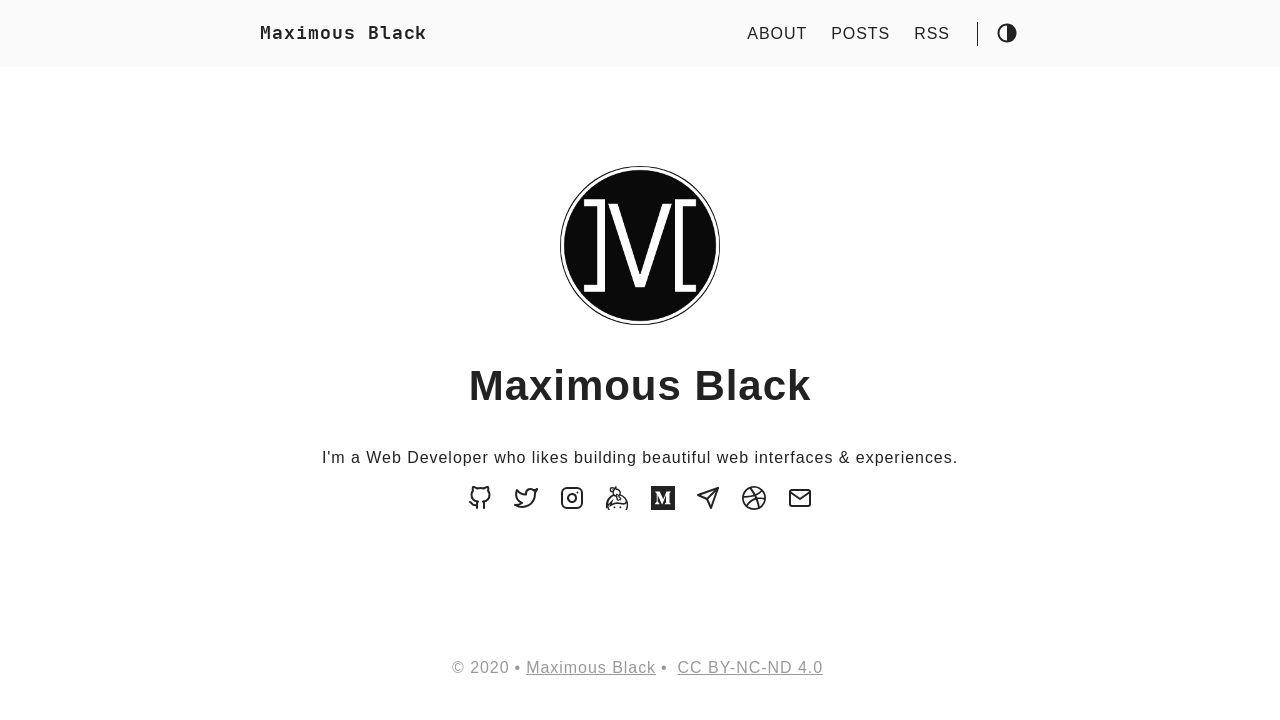 Maximous Black
ABOUT POSTS RSS
]V[
Maximous Black
I'm a Web Developer who likes building beautiful web interfaces & experiences.
M
© 2020 • Maximous Black • CC BY-NC-ND 4.0